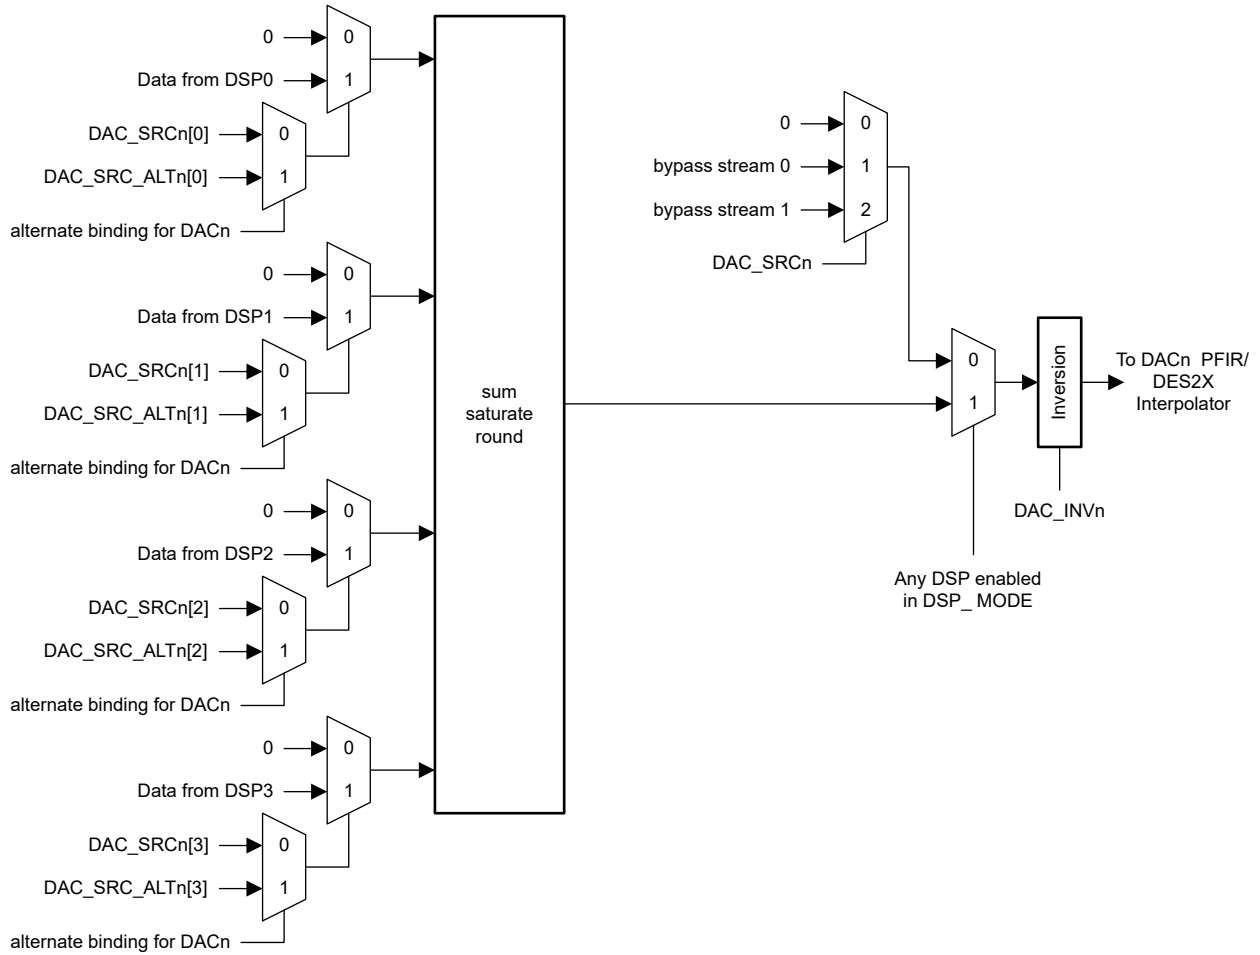 0
0
Data from DSP0
1
DAC_SRCn[0]
0
DAC_SRC_ALTn[0]
1
alternate binding for DACn
0
0
Data from DSP1
1
DAC_SRCn[1]
0
DAC_SRC_ALTn[1]
1
alternate binding for DACn
0
0
Data from DSP2
1
DAC_SRCn[2]
0
DAC_SRC_ALTn[2]
1
alternate binding for DACn
0
0
Data from DSP3
1
DAC_SRCn[3]
0
DAC_SRC_ALTn[3]
1
alternate binding for DACn
sum
saturate
round
0
0
bypass stream 0
1
bypass stream 1
2
DAC_SRCn
0
1
Any DSP enabled
in DSP_ MODE
Inversion
DAC_INVn
To DACn  PFIR/
DES2X
Interpolator